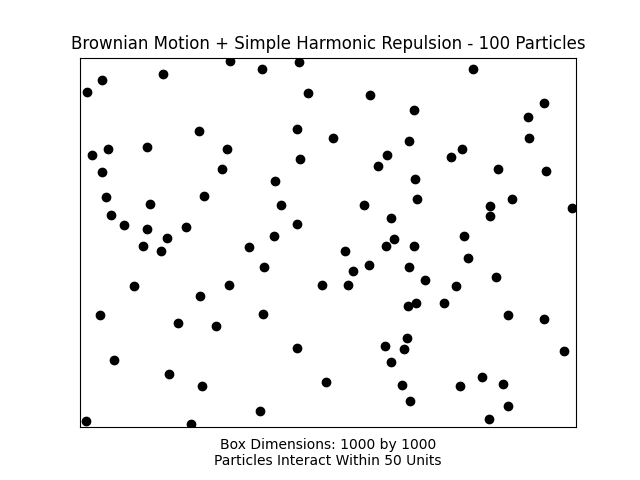 Brownian Motion + Simple Harmonic Repulsion - 100 Particles
Box Dimensions: 1000 by 1000
Particles Interact Within 50 Units